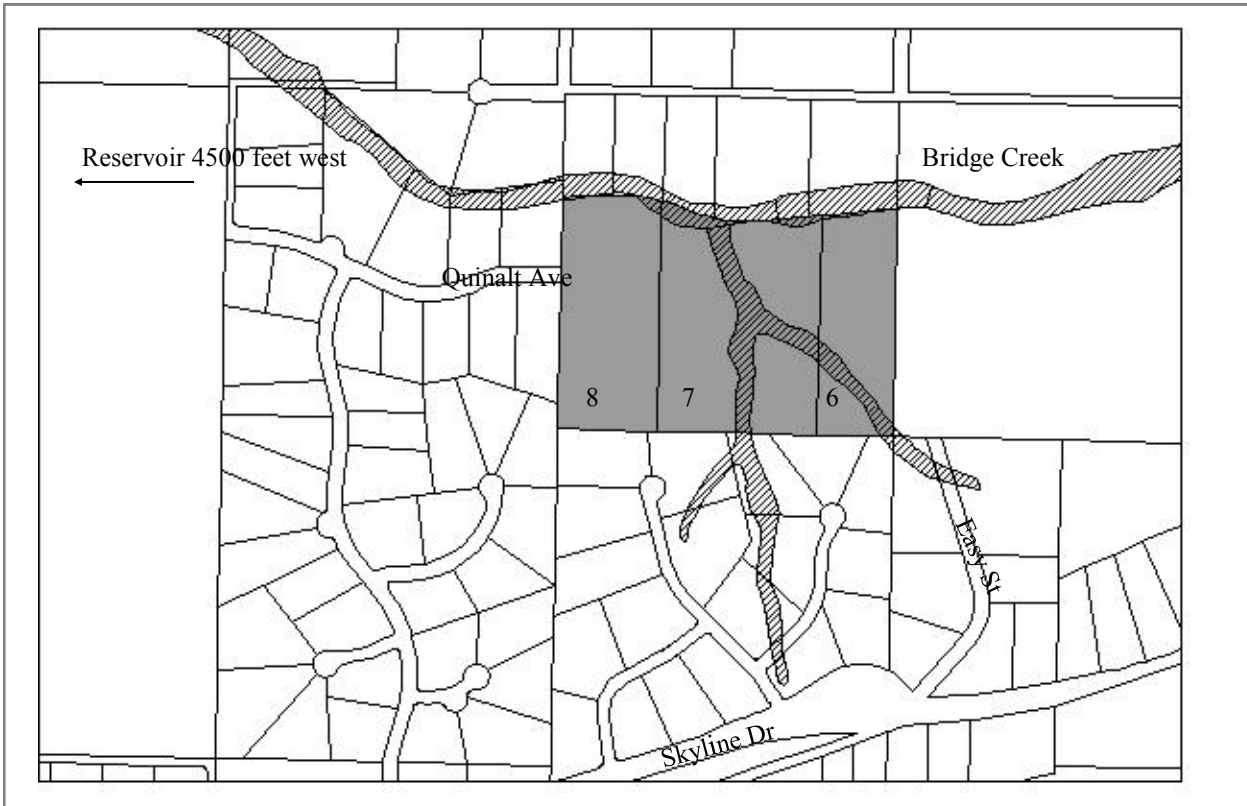 Reservoir 4500 feet west
Bridge Creek
Quinalt Ave
8
7
6
Easy St
Skyline Dr